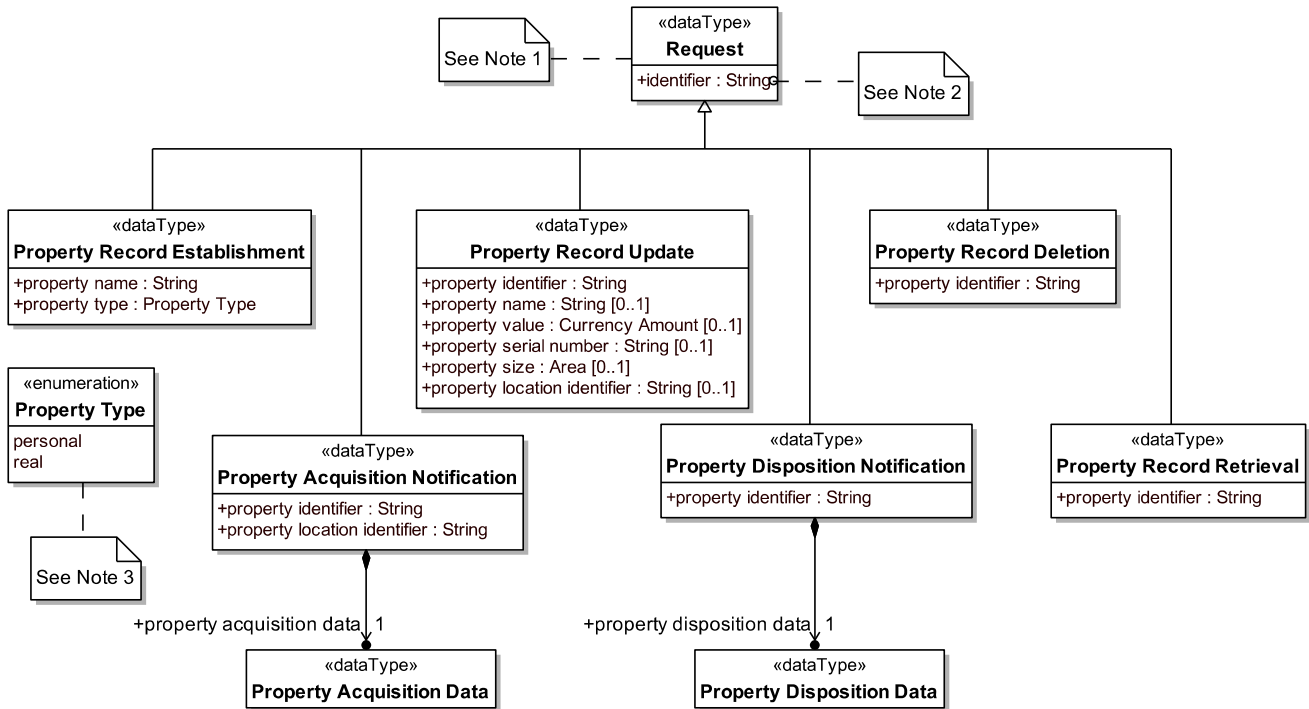 «dataType»
Request
+identifier : String
See Note 1
See Note 2
«dataType»
Property Record Establishment
+property name : String
+property type : Property Type
«dataType»
Property Record Update
+property identifier : String
+property name : String [0..1]
+property value : Currency Amount [0..1]
+property serial number : String [0..1]
+property size : Area [0..1]
+property location identifier : String [0..1]
«dataType»
Property Record Deletion
+property identifier : String
«enumeration»
Property Type
personal
real
See Note 3
«dataType»
Property Acquisition Notification
+property identifier : String
+property location identifier : String
«dataType»
Property Disposition Notification
+property identifier : String
«dataType»
Property Record Retrieval
+property identifier : String
+property acquisition data 1
+property disposition data 1
«dataType»
Property Acquisition Data
«dataType»
Property Disposition Data